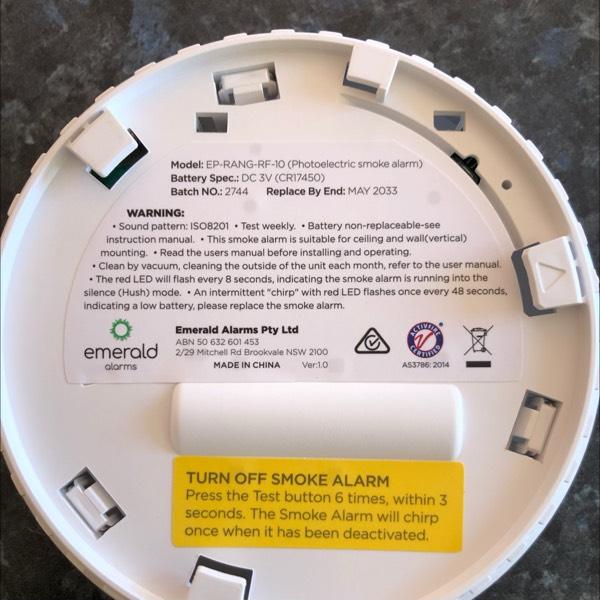 Model: EP-RANG-RF-10 (Photoelectric smoke alarm)
Battery Spec.: DC 3V (CR17450)
Batch NO.: 2744 Replace By End: MAY 2033
WARNING:
• Sound pattern: ISO8201 • Test weekly. • Battery non-replaceable-see
instruction manual. • This smoke alarm is suitable for ceiling and wall(vertical)
mounting. • Read the users manual before installing and operating.
• Clean by vacuum, cleaning the outside of the unit each month, refer to the user manual.
• The red LED will flash every 8 seconds, indicating the smoke alarm is running into the
silence (Hush) mode. • An intermittent "chirp" with red LED flashes once every 48 seconds,
indicating a low battery, please replace the smoke alarm.
emerald
alarms
Emerald Alarms Pty Ltd
ABN 50 632 601 453
2/29 Mitchell Rd Brookvale NSW 2100
MADE IN CHINA Ver:1.0
ACTIVFIRE
CERTIFIED
AS3786: 2014
TURN OFF SMOKE ALARM
Press the Test button 6 times, within 3
seconds. The Smoke Alarm will chirp
once when it has been deactivated.